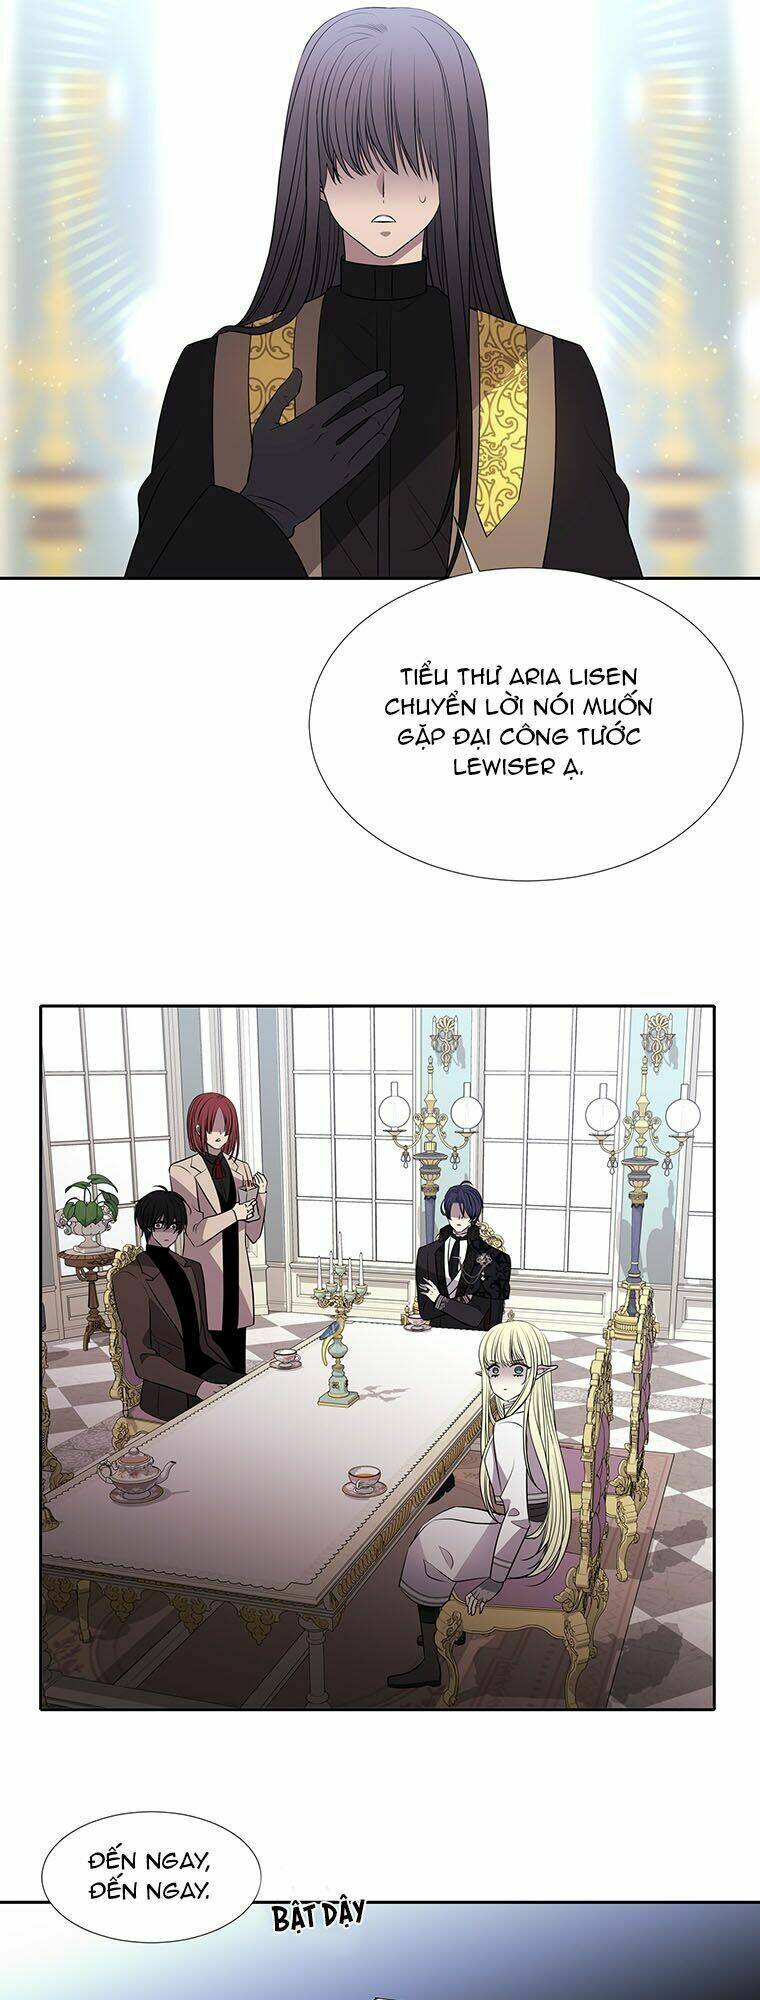 TIỂU THƯ ARIA LISEN
CHUYỂN LỜI NÓI MUỐN
GẶP ĐẠI CÔNG TƯỚC
LEWISER Ạ.
ĐẾN NGAY,
ĐẾN NGAY.
BẬT DẬY